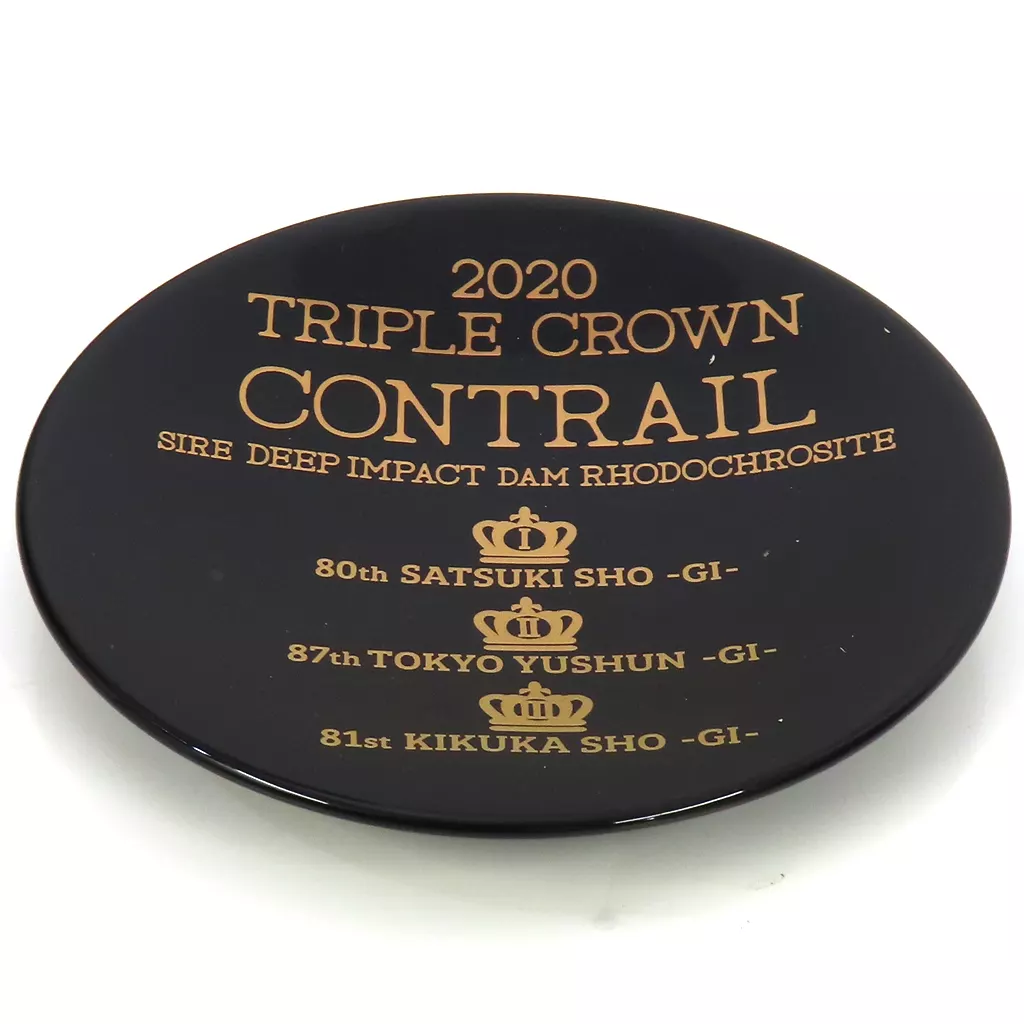 2020
TRIPLE CROWN
CONTRAIL
SIRE DEEP IMPACT DAM RHODOCHROSITE
I
80th SATSUKI SHO -GI-
II
87th TOKYO YUSHUN -GI-
III
81st KIKUKA SHO -GI-